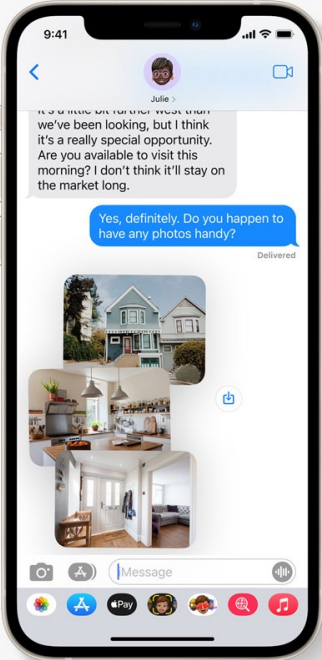 9:41
Julie >
it's a little bit further west than
we've been looking, but I think
it's a really special opportunity.
Are you available to visit this
morning? I don't think it'll stay on
the market long.
Yes, definitely. Do you happen to
have any photos handy?
Delivered
Message
Pay